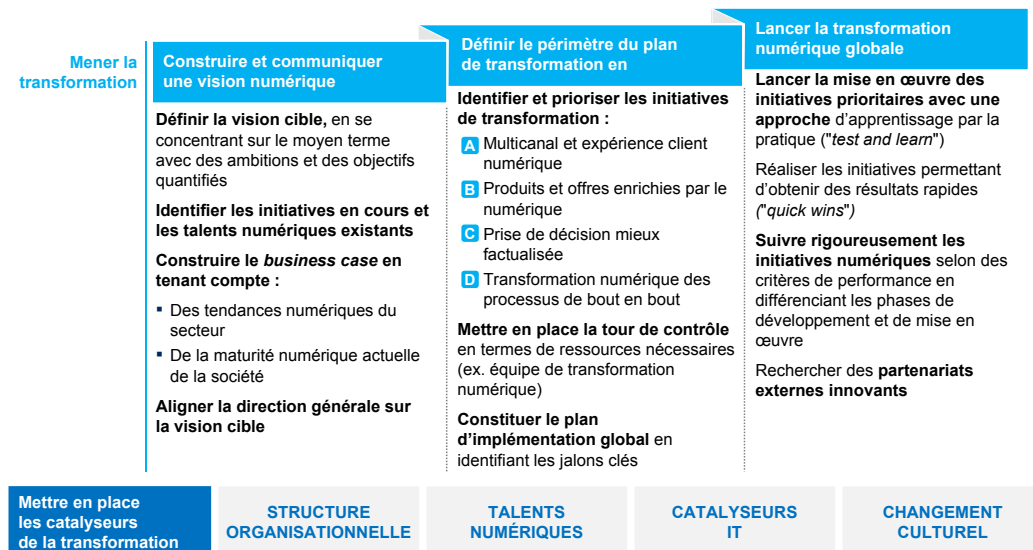 Mener la
transformation
Construire et communiquer
une vision numérique
Définir la vision cible, en se
concentrant sur le moyen terme
avec des ambitions et des objectifs
quantifiés
Identifier les initiatives en cours et
les talents numériques existants
Construire le business case en
tenant compte :
▪ Des tendances numériques du
secteur
▪ De la maturité numérique actuelle
de la société
Aligner la direction générale sur
la vision cible
Définir le périmètre du plan
de transformation en
Identifier et prioriser les initiatives
de transformation :
A Multicanal et expérience client
numérique
B Produits et offres enrichies par le
numérique
C Prise de décision mieux
factualisée
D Transformation numérique des
processus de bout en bout
Mettre en place la tour de contrôle
en termes de ressources nécessaires
(ex. équipe de transformation
numérique)
Constituer le plan
d'implémentation global en
identifiant les jalons clés
Lancer la transformation
numérique globale
Lancer la mise en œuvre des
initiatives prioritaires avec une
approche d'apprentissage par la
pratique ("test and learn")
Réaliser les initiatives permettant
d'obtenir des résultats rapides
("quick wins")
Suivre rigoureusement les
initiatives numériques selon des
critères de performance en
différenciant les phases de
développement et de mise en
œuvre
Rechercher des partenariats
externes innovants
Mettre en place
les catalyseurs
de la transformation
STRUCTURE
ORGANISATIONNELLE
TALENTS
NUMÉRIQUES
CATALYSEURS
IT
CHANGEMENT
CULTUREL